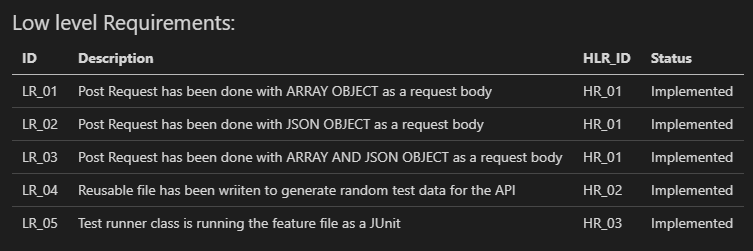 Low level Requirements:
ID Description HLR_ID Status
LR_01 Post Request has been done with ARRAY OBJECT as a request body HR_01 Implemented
LR_02 Post Request has been done with JSON OBJECT as a request body HR_01 Implemented
LR_03 Post Request has been done with ARRAY AND JSON OBJECT as a request body HR_01 Implemented
LR_04 Reusable file has been wriiten to generate random test data for the API HR_02 Implemented
LR_05 Test runner class is running the feature file as a JUnit HR_03 Implemented